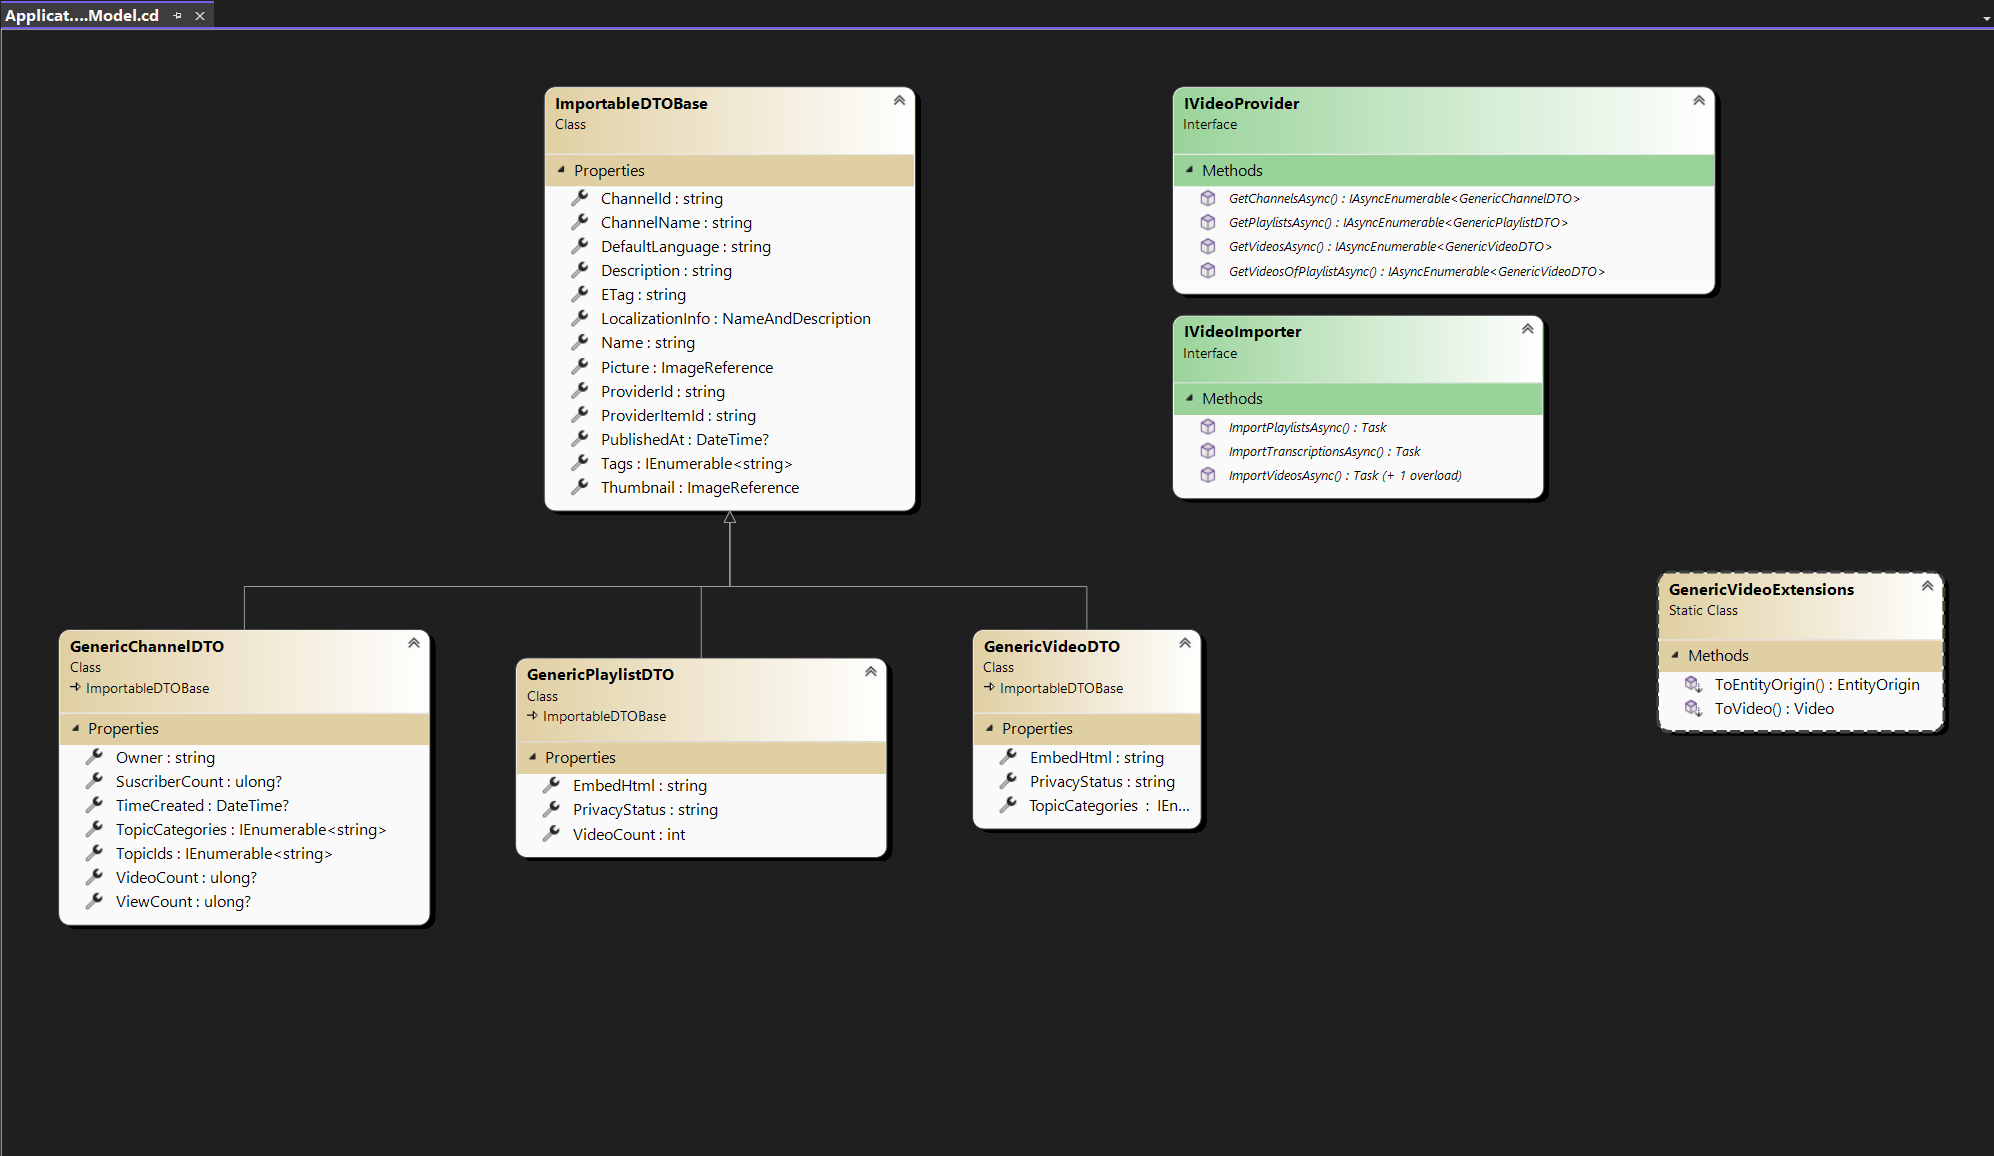 Applicat....Model.cd
ImportableDTOBase
Class
Properties
ChannelId : string
ChannelName : string
DefaultLanguage : string
Description : string
ETag : string
LocalizationInfo : NameAndDescription
Name : string
Picture : ImageReference
ProviderId : string
ProviderItemId : string
PublishedAt : DateTime?
Tags : IEnumerable<string>
Thumbnail : ImageReference
IVideoProvider
Interface
Methods
GetChannelsAsync() : IAsyncEnumerable<GenericChannelDTO>
GetPlaylistsAsync() : IAsyncEnumerable<GenericPlaylistDTO>
GetVideosAsync() : IAsyncEnumerable<GenericVideoDTO>
GetVideosOfPlaylistAsync() : IAsyncEnumerable<GenericVideoDTO>
IVideoImporter
Interface
Methods
ImportPlaylistsAsync() : Task
ImportTranscriptionsAsync() : Task
ImportVideosAsync() : Task (+ 1 overload)
GenericChannelDTO
Class
ImportableDTOBase
Properties
Owner : string
SuscriberCount : ulong?
TimeCreated : DateTime?
TopicCategories : IEnumerable<string>
TopicIds : IEnumerable<string>
VideoCount : ulong?
ViewCount : ulong?
GenericPlaylistDTO
Class
ImportableDTOBase
Properties
EmbedHtml : string
PrivacyStatus : string
VideoCount : int
GenericVideoDTO
Class
ImportableDTOBase
Properties
EmbedHtml : string
PrivacyStatus : string
TopicCategories : IEn...
GenericVideoExtensions
Static Class
Methods
ToEntityOrigin() : EntityOrigin
ToVideo() : Video